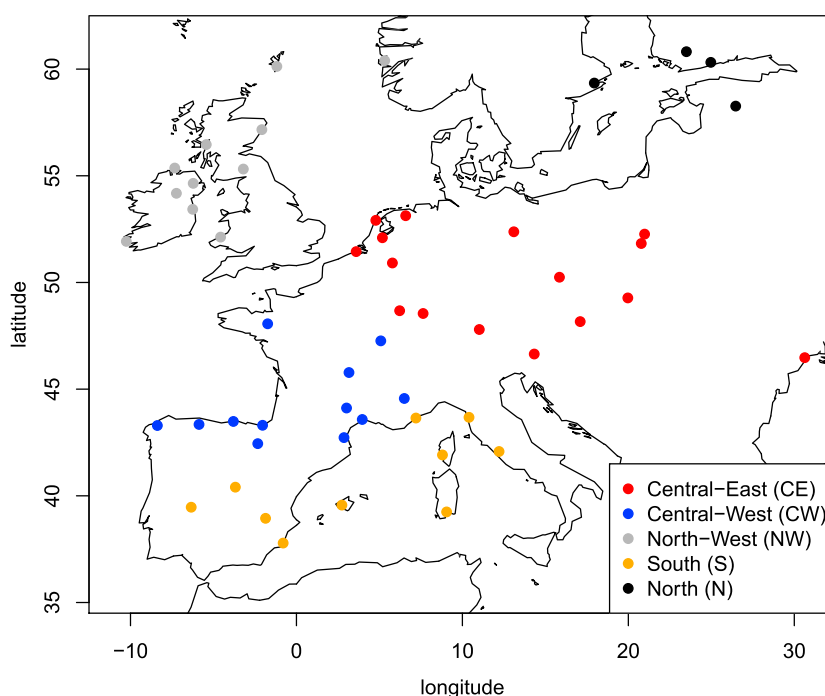 60
55
50
45
40
35
latitude
Central−East (CE)
Central−West (CW)
North−West (NW)
South (S)
North (N)
−10
0
10
20
30
longitude